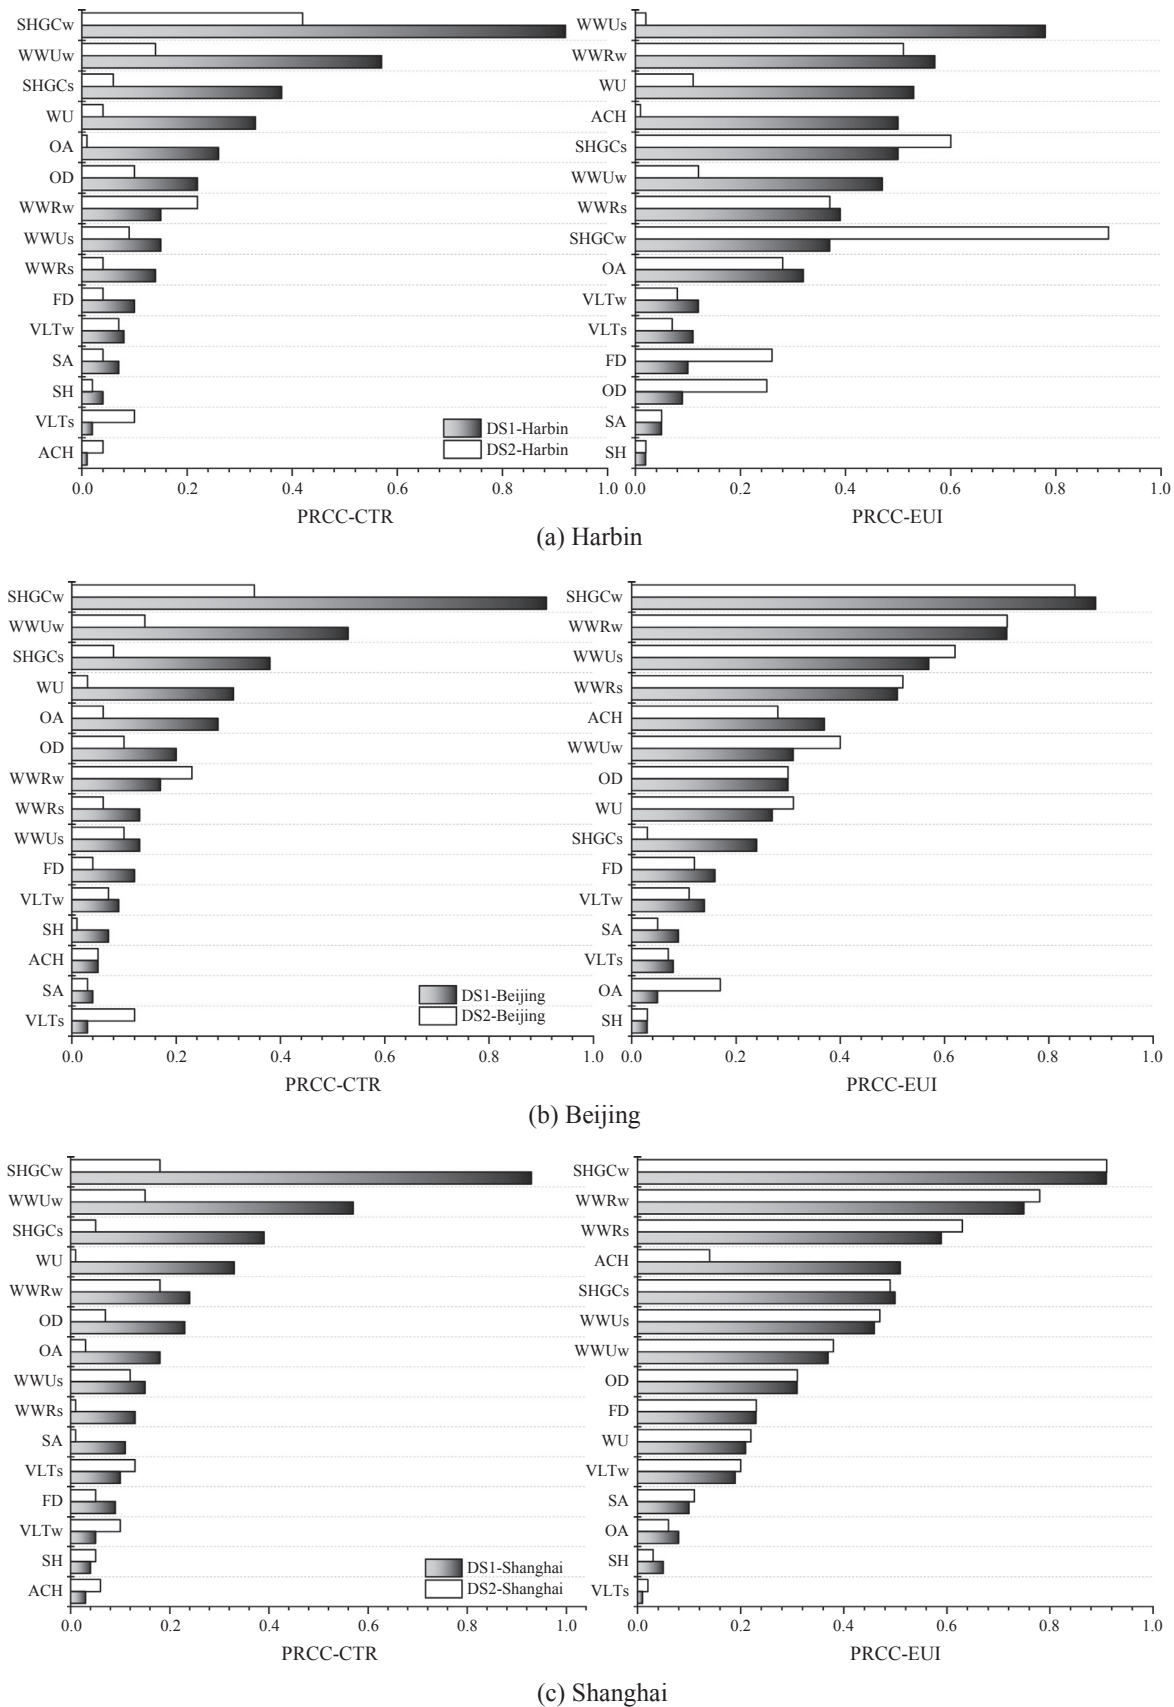 SHGCw
WWUw
SHGCs
WU
OA
OD
WWRw
WWUs
WWRs
FD
VLTw
SA
SH
VLTs
ACH
DS1-Harbin
DS2-Harbin
0.0 0.2 0.4 0.6 0.8 1.0
PRCC-CTR
WWUs
WWRw
WU
ACH
SHGCs
WWUw
WWRs
SHGCw
OA
VLTw
VLTs
FD
OD
SA
SH
0.0 0.2 0.4 0.6 0.8 1.0
PRCC-EUI
(a) Harbin
SHGCw
WWUw
SHGCs
WU
OA
OD
WWRw
WWRs
WWUs
FD
VLTw
SH
ACH
SA
VLTs
DS1-Beijing
DS2-Beijing
0.0 0.2 0.4 0.6 0.8 1.0
PRCC-CTR
SHGCw
WWRw
WWUs
WWRs
ACH
WWUw
OD
WU
SHGCs
FD
VLTw
SA
VLTs
OA
SH
0.0 0.2 0.4 0.6 0.8 1.0
PRCC-EUI
(b) Beijing
SHGCw
WWUw
SHGCs
WU
WWRw
OD
OA
WWUs
WWRs
SA
VLTs
FD
VLTw
SH
ACH
DS1-Shanghai
DS2-Shanghai
0.0 0.2 0.4 0.6 0.8 1.0
PRCC-CTR
SHGCw
WWRw
WWRs
ACH
SHGCs
WWUs
WWUw
OD
FD
WU
VLTw
SA
OA
SH
VLTs
0.0 0.2 0.4 0.6 0.8 1.0
PRCC-EUI
(c) Shanghai